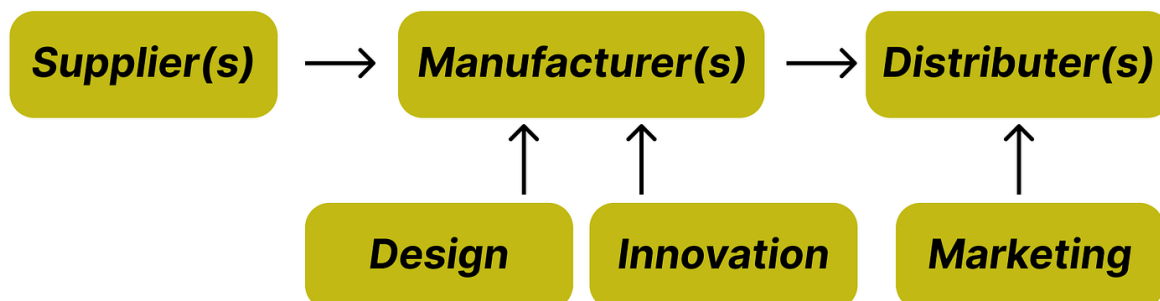 Supplier(s)
Manufacturer(s)
Distributer(s)
Design
Innovation
Marketing